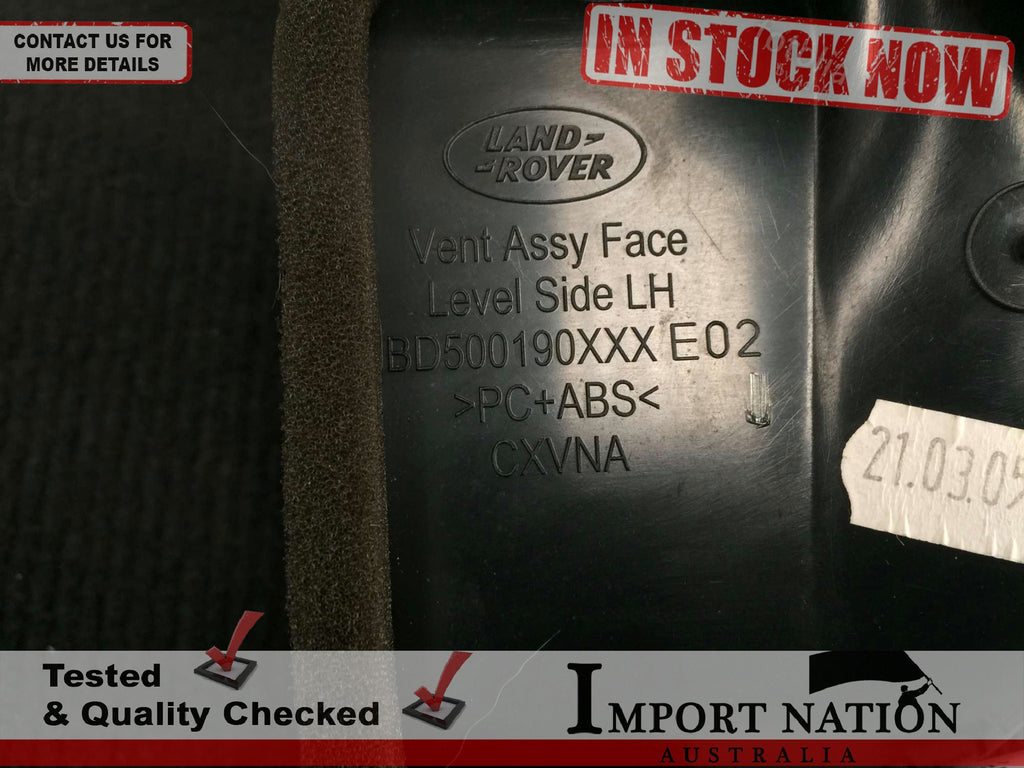 CONTACT US FOR
MORE DETAILS
IN STOCK NOW
LAND-
-ROVER
Vent Assy Face
Level Side LH
BD500190XXX E02
>PC+ABS<
CXVNA
21.03.05
Tested
& Quality Checked
IMPORT NATION
AUSTRALIA